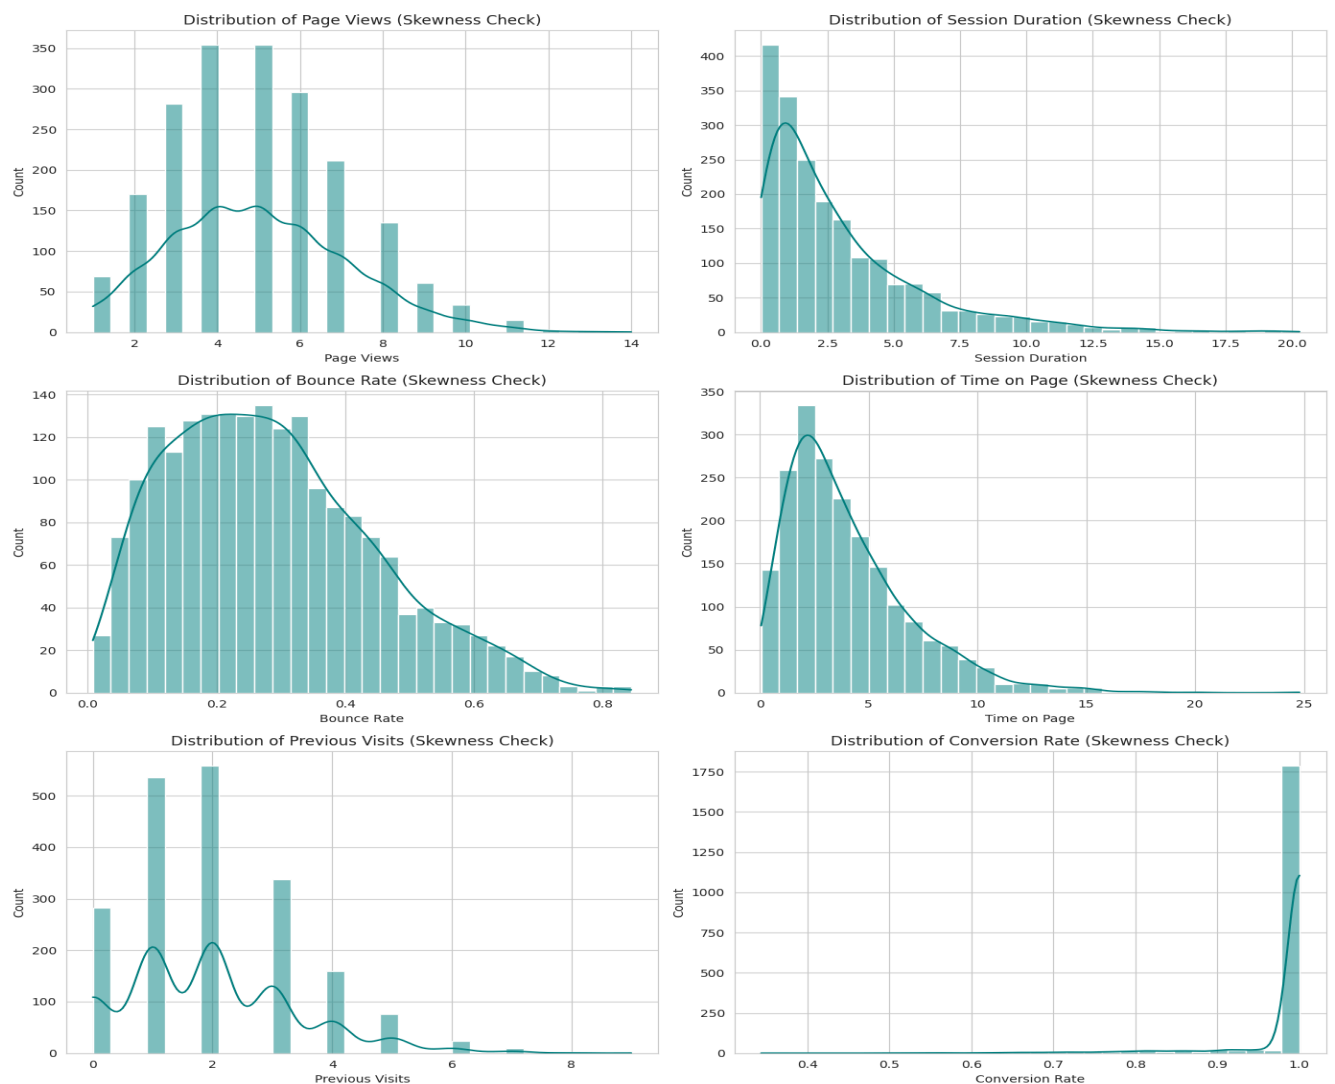 Distribution of Page Views (Skewness Check)
350
300
250
200
150
100
50
0
Count
2 4 6 8 10 12 14
Page Views
Distribution of Session Duration (Skewness Check)
400
350
300
250
200
150
100
50
0
Count
0.0 2.5 5.0 7.5 10.0 12.5 15.0 17.5 20.0
Session Duration
Distribution of Bounce Rate (Skewness Check)
140
120
100
80
60
40
20
0
Count
0.0 0.2 0.4 0.6 0.8
Bounce Rate
Distribution of Time on Page (Skewness Check)
350
300
250
200
150
100
50
0
Count
0 5 10 15 20 25
Time on Page
Distribution of Previous Visits (Skewness Check)
500
400
300
200
100
0
Count
0 2 4 6 8
Previous Visits
Distribution of Conversion Rate (Skewness Check)
1750
1500
1250
1000
750
500
250
0
Count
0.4 0.5 0.6 0.7 0.8 0.9 1.0
Conversion Rate